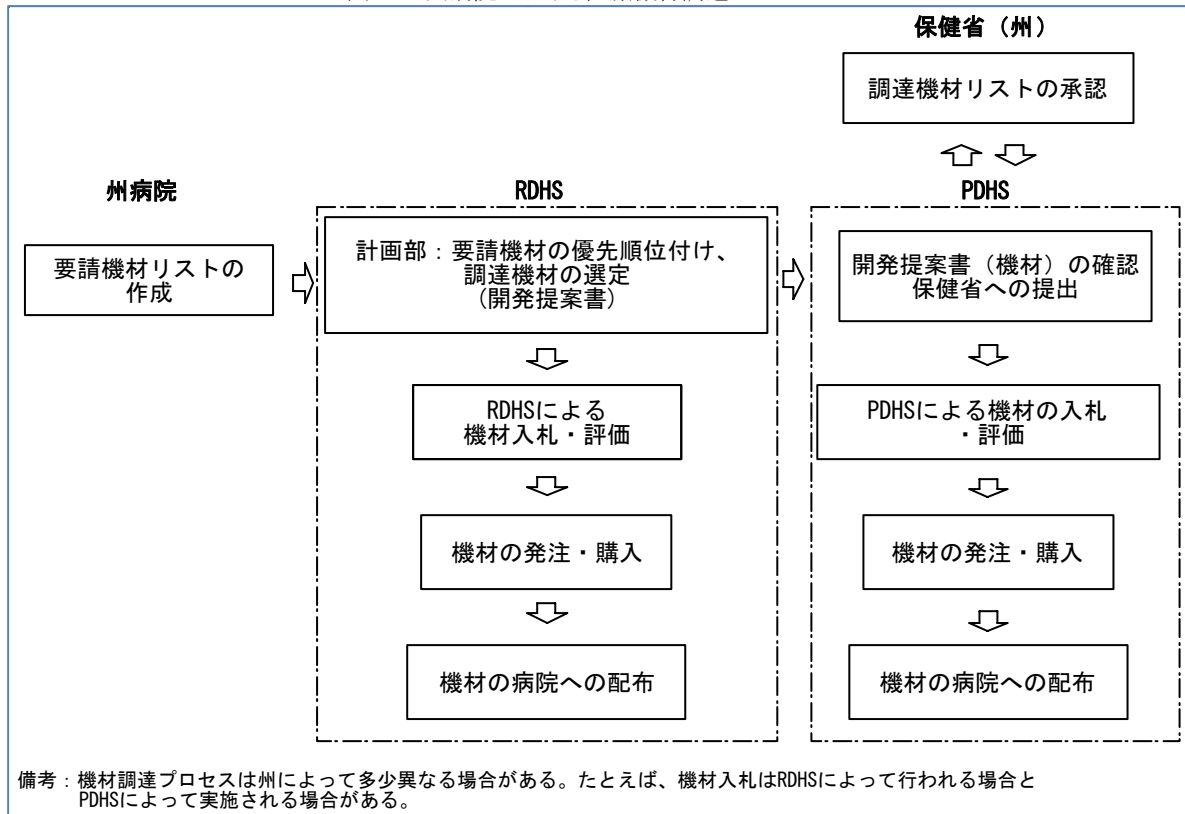 保健省（州）
調達機材リストの承認
州病院
RDHS
PDHS
要請機材リストの
作成
計画部：要請機材の優先順位付け、
調達機材の選定
（開発提案書）
開発提案書（機材）の確認
保健省への提出
RDHSによる
機材入札・評価
PDHSによる機材の入札
・評価
機材の発注・購入
機材の発注・購入
機材の病院への配布
機材の病院への配布
備考：機材調達プロセスは州によって多少異なる場合がある。たとえば、機材入札はRDHSによって行われる場合と
PDHSによって実施される場合がある。